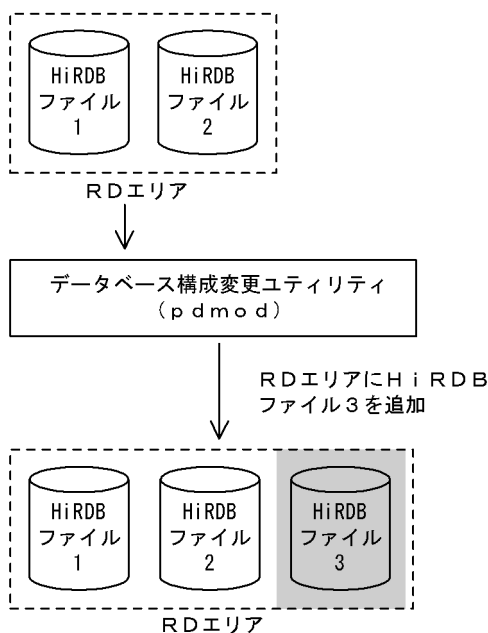 HiRDB
ファイル
1
HiRDB
ファイル
2
ＲＤエリア
データベース構成変更ユティリティ
（ｐｄｍｏｄ）
ＲＤエリアにＨｉＲＤＢ
ファイル３を追加
HiRDB
ファイル
1
HiRDB
ファイル
2
HiRDB
ファイル
3
ＲＤエリア